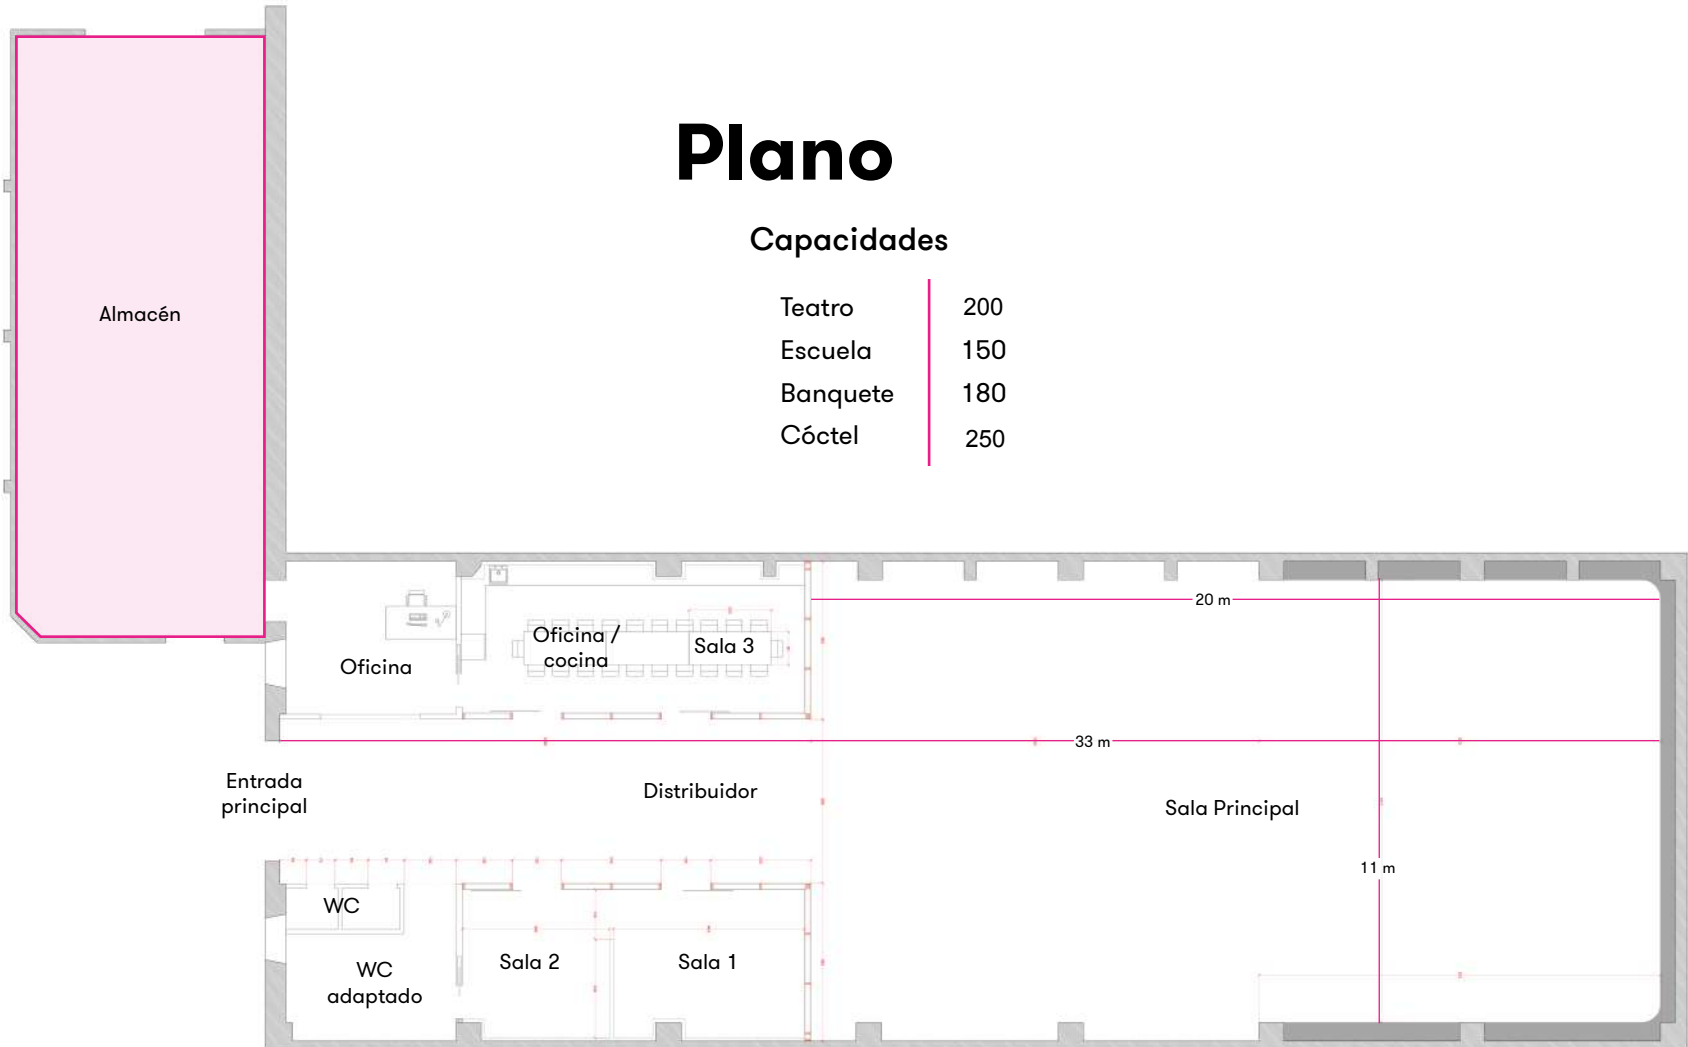 Plano
Capacidades
Teatro 200
Escuela 150
Banquete 180
Cóctel 250
Almacén
20 m
Oficina /
cocina
Sala 3
Oficina
33 m
Entrada
principal
Distribuidor
Sala Principal
11 m
WC
Sala 2
Sala 1
WC
adaptado